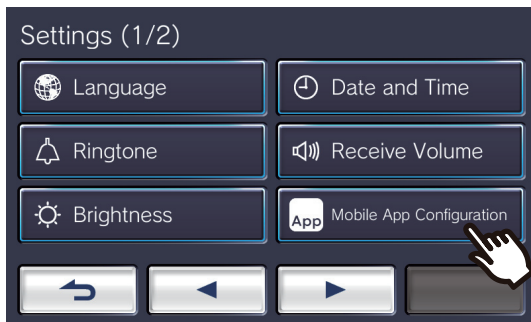 Settings (1/2)
Language
Date and Time
Ringtone
Receive Volume
Brightness
App Mobile App Configuration